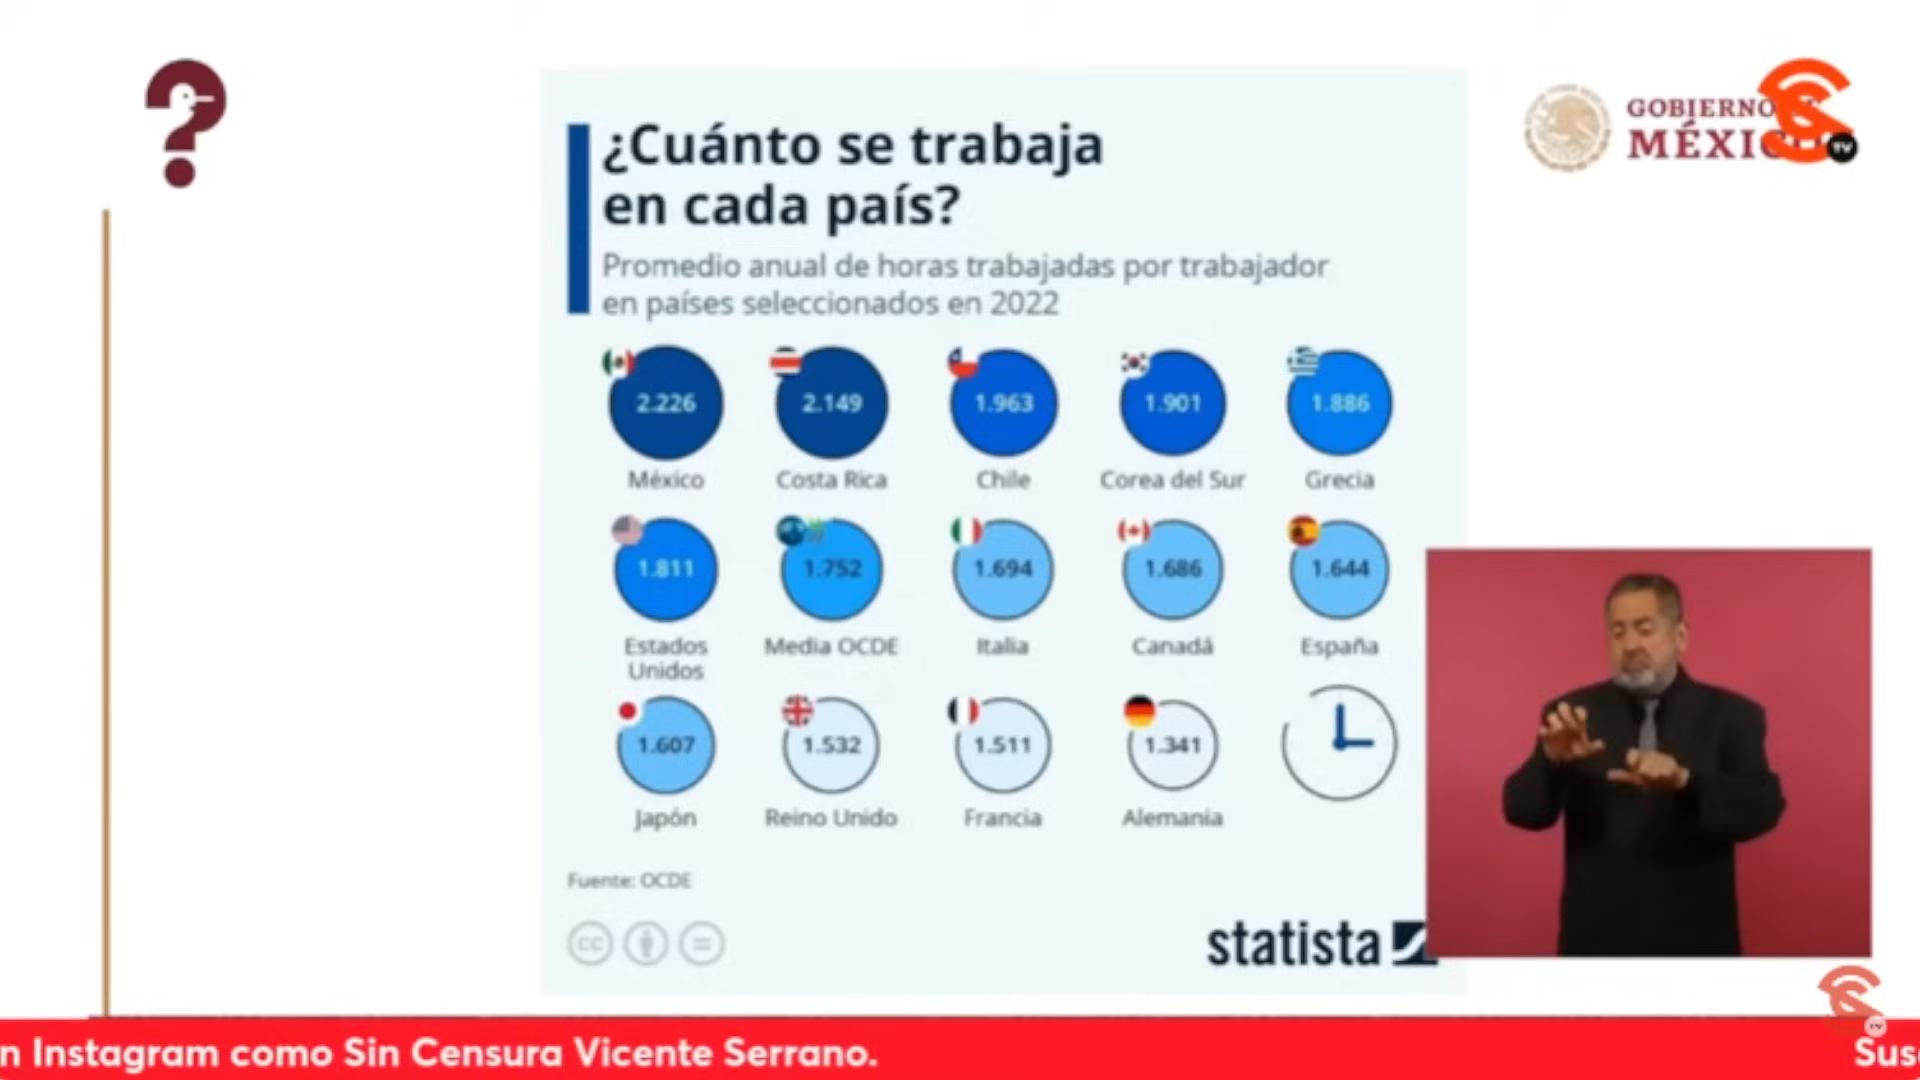 ¿Cuánto se trabaja
en cada país?
Promedio anual de horas trabajadas por trabajador
en países seleccionados en 2022
2.226
2.149
1.963
1.901
1.886
México
Costa Rica
Chile
Corea del Sur
Grecia
1.811
1.752
1.694
1.686
1.644
Estados
Unidos
Media OCDE
Italia
Canadá
España
1.607
1.532
1.511
1.341
Japón
Reino Unido
Francia
Alemania
Fuente: OCDE
cc
statista
GOBIERNO
MÉXICO
TV
TV
n Instagram como Sin Censura Vicente Serrano.
Sus